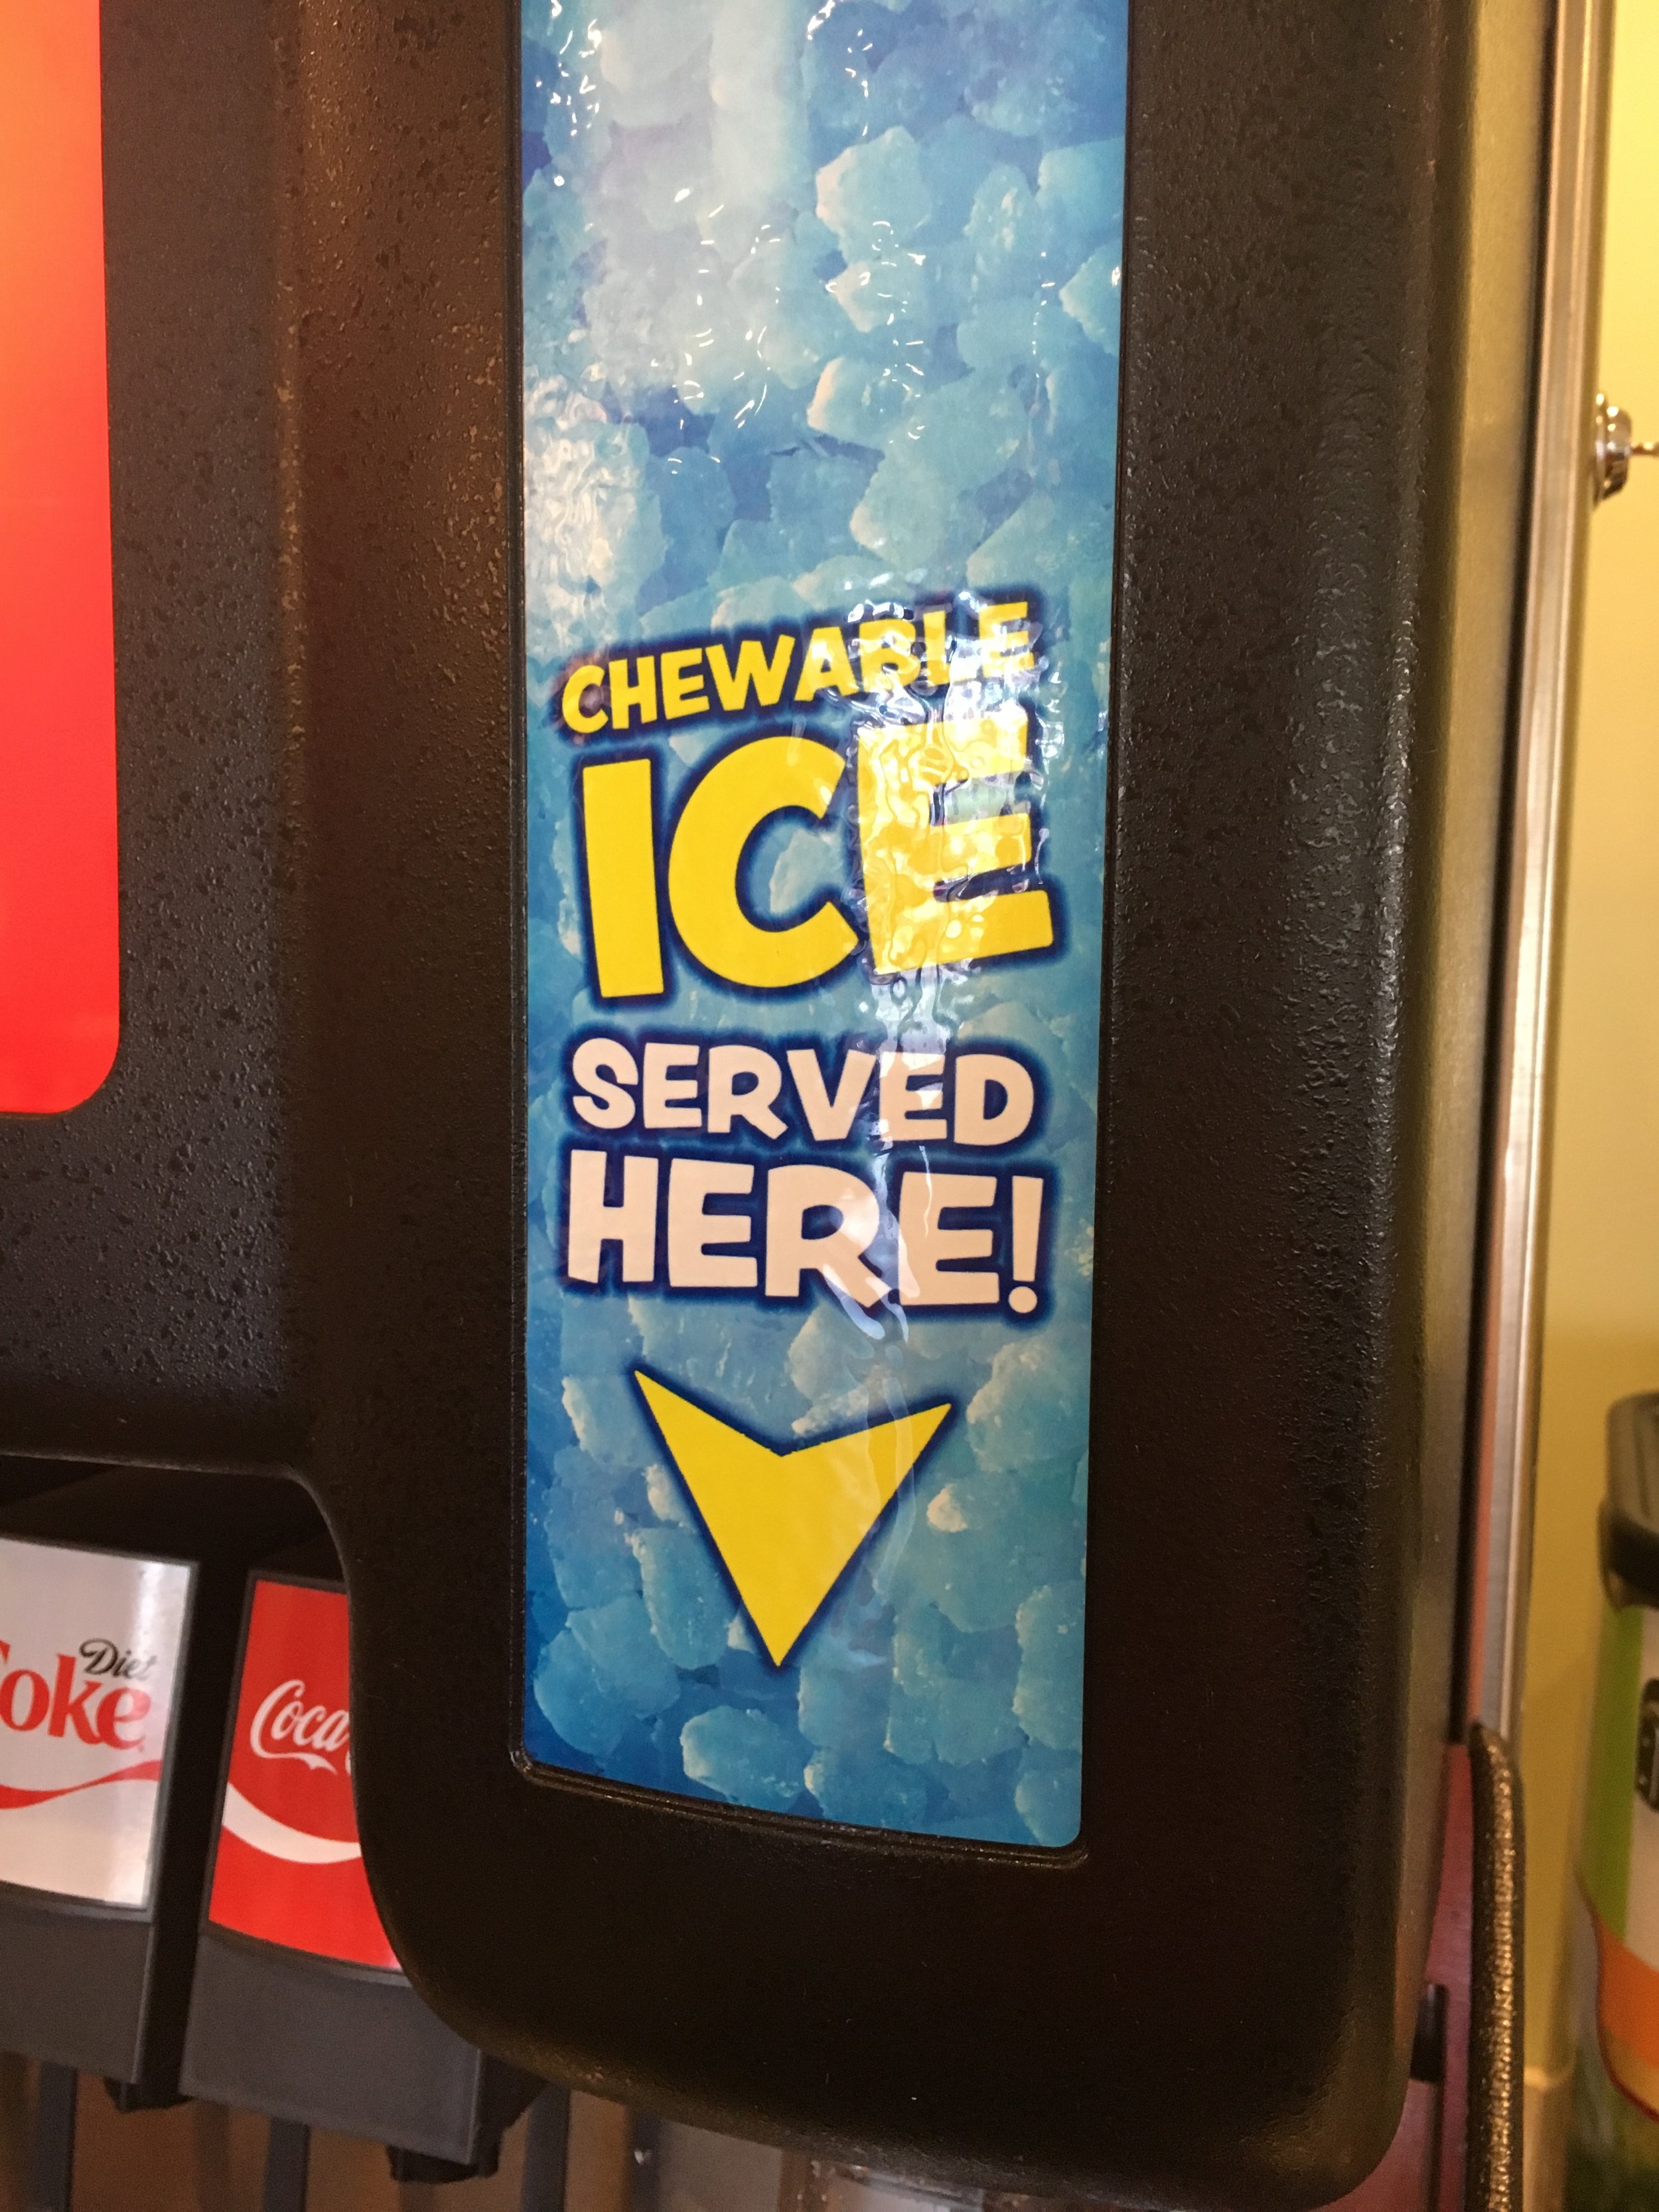 CHEWABLE
ICE
SERVED
HERE!
Diet
Coke
Coca